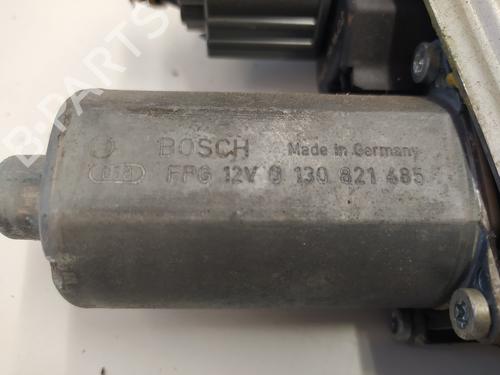 BOSCH Made in Germany
FPG 12V 0 130 821 485
B-PARTS